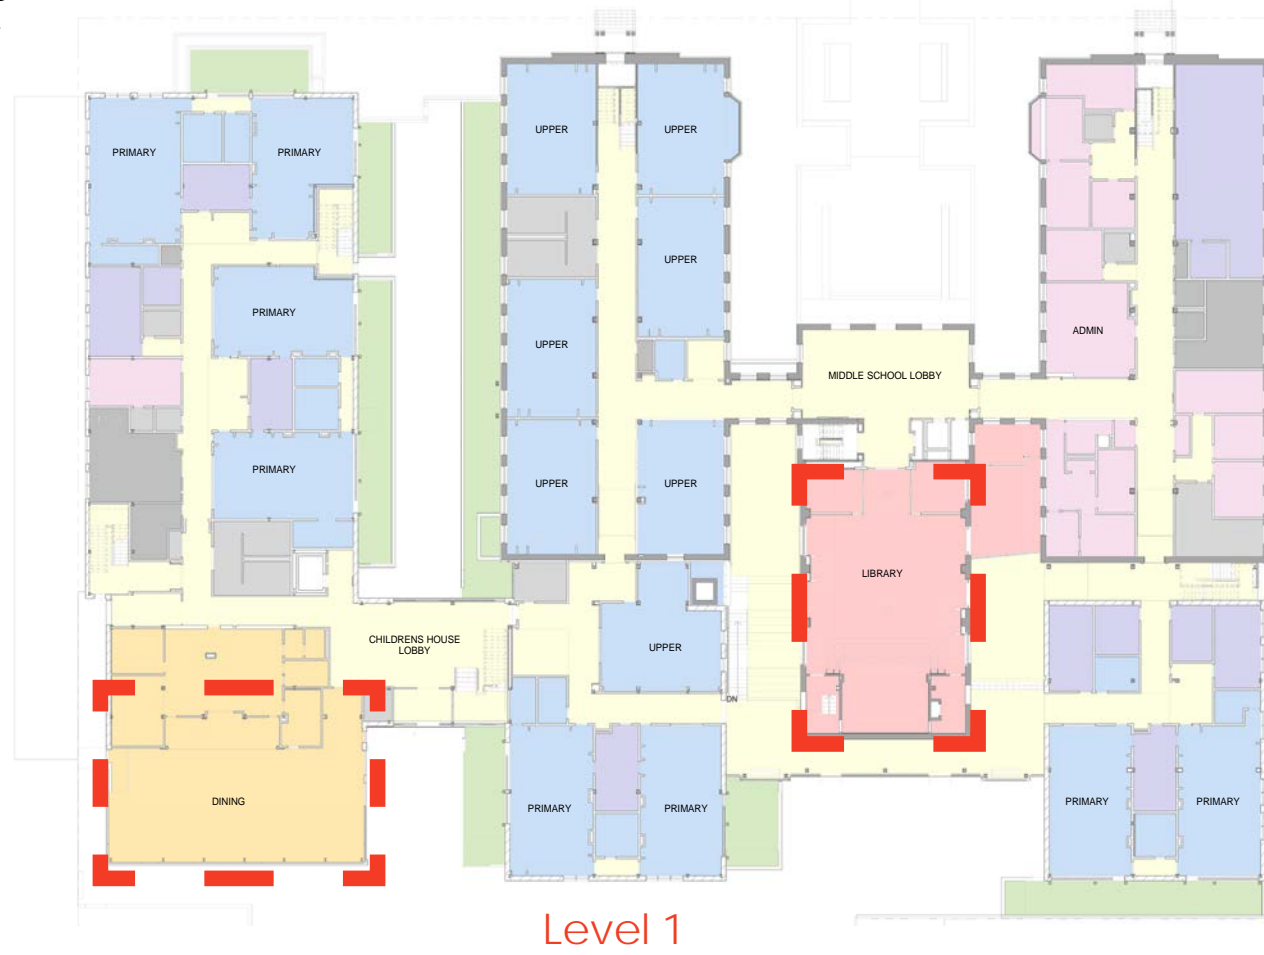 UPPER
UPPER
PRIMARY
PRIMARY
UPPER
PRIMARY
ADMIN
UPPER
MIDDLE SCHOOL LOBBY
PRIMARY
UPPER
UPPER
LIBRARY
CHILDRENS HOUSE
LOBBY
UPPER
DN
DINING
PRIMARY
PRIMARY
PRIMARY
PRIMARY
Level 1